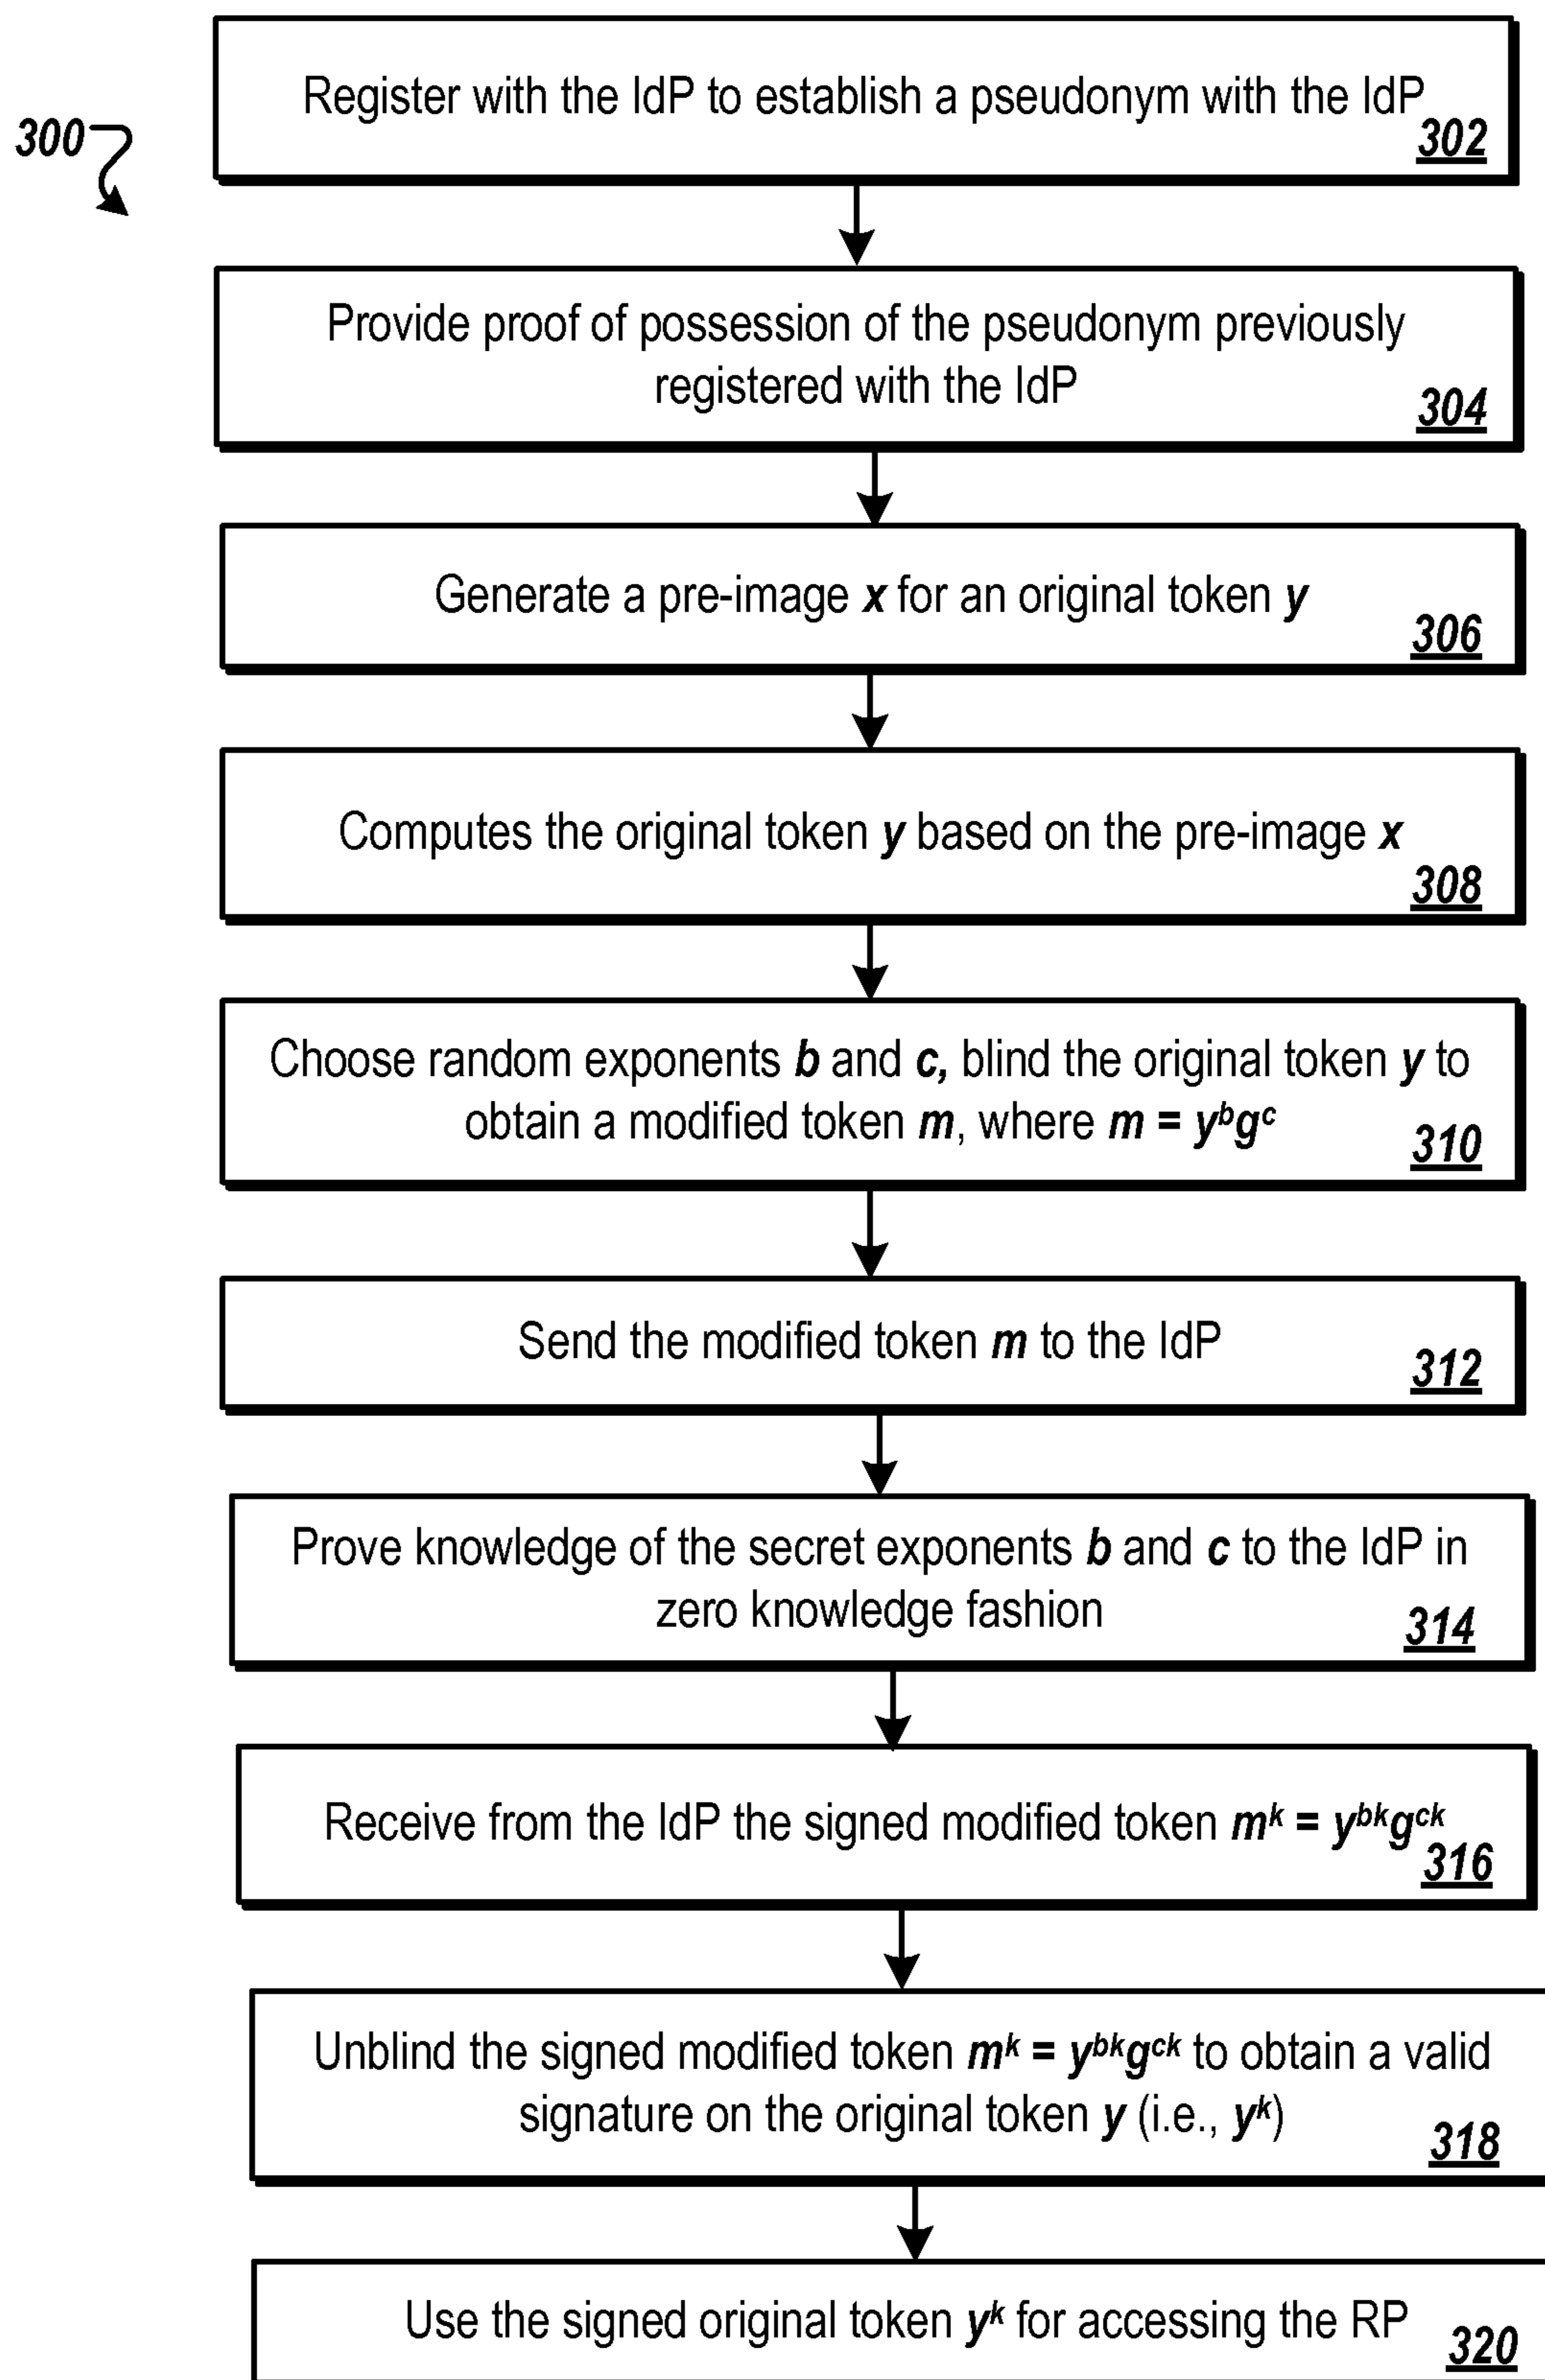 300
Register with the IdP to establish a pseudonym with the IdP
302
Provide proof of possession of the pseudonym previously
registered with the IdP
304
Generate a pre-image x for an original token y
306
Computes the original token y based on the pre-image x
308
Choose random exponents b and c, blind the original token y to
obtain a modified token m, where m = y^b g^c
310
Send the modified token m to the IdP
312
Prove knowledge of the secret exponents b and c to the IdP in
zero knowledge fashion
314
Receive from the IdP the signed modified token m^k = y^bk g^ck
316
Unblind the signed modified token m^k = y^bk g^ck to obtain a valid
signature on the original token y (i.e., y^k)
318
Use the signed original token y^k for accessing the RP
320